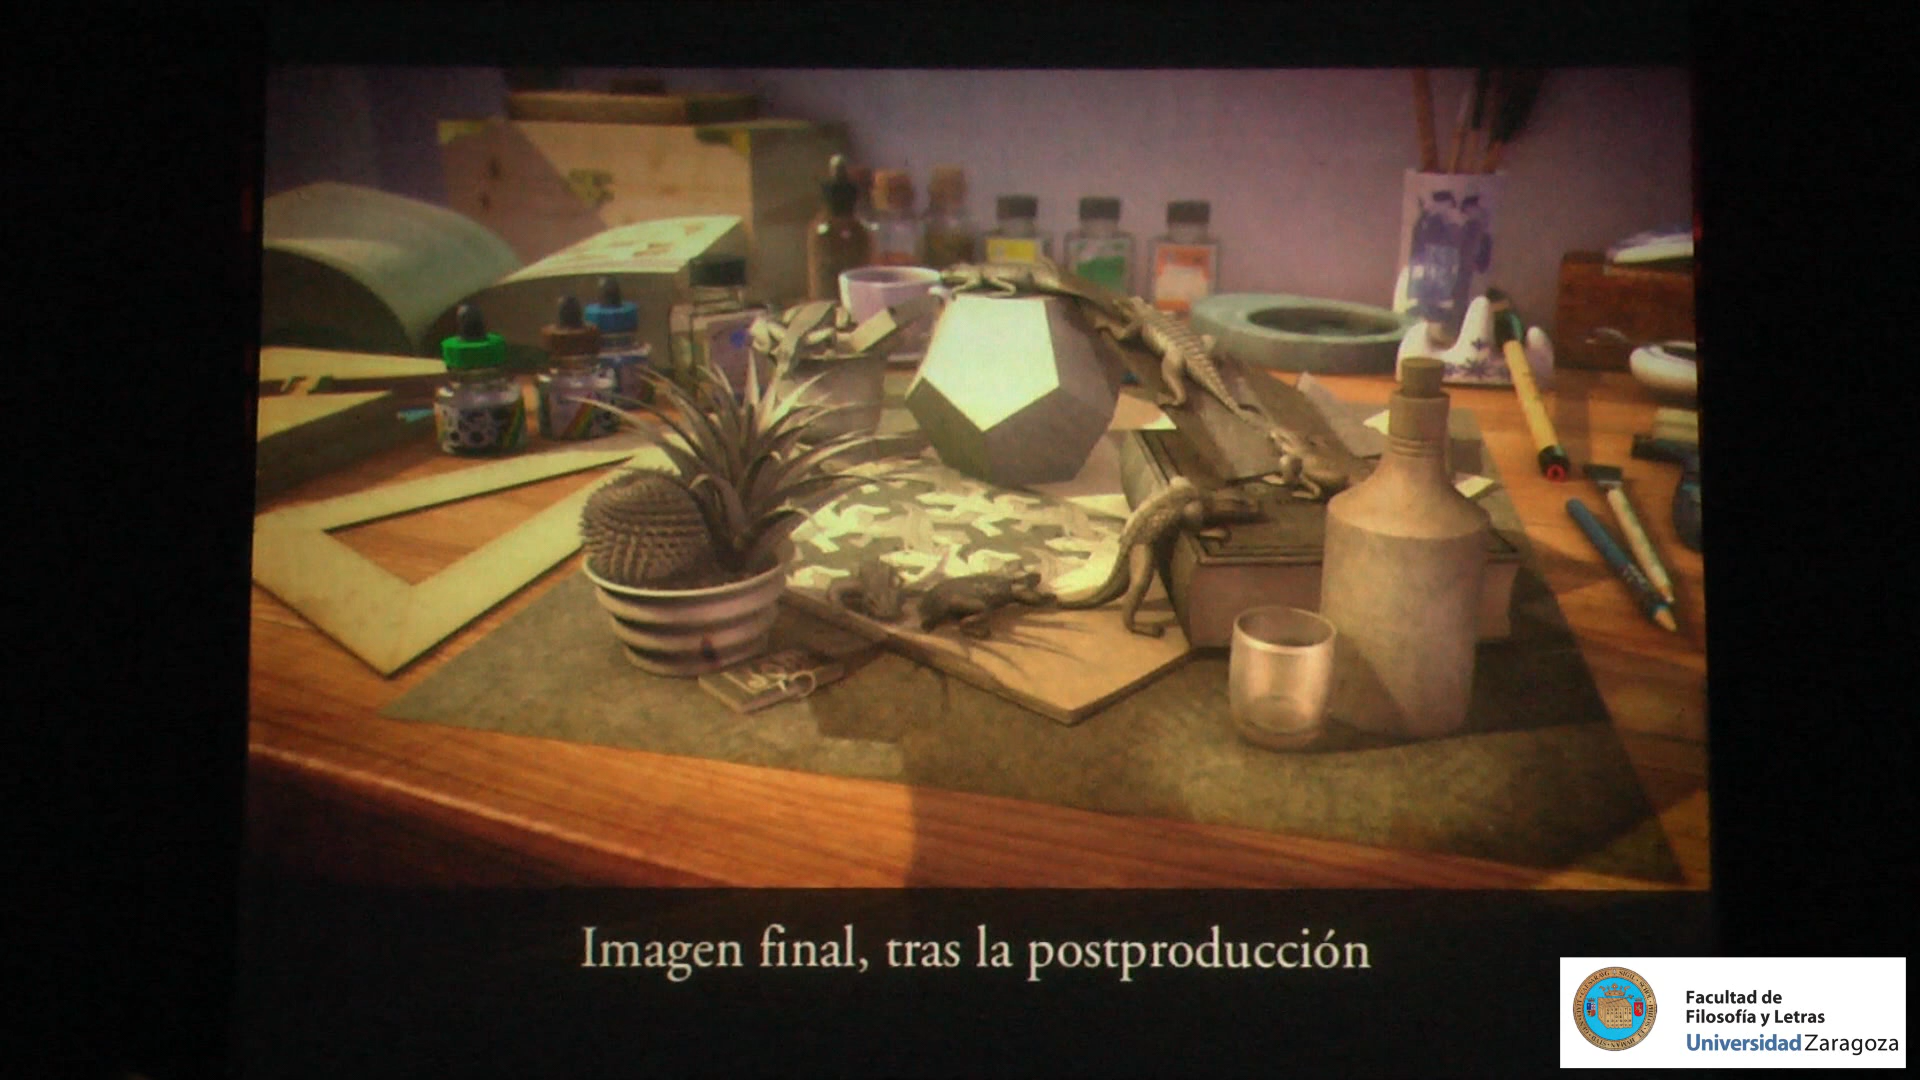 Imagen final, tras la postproducción
Facultad de
Filosofía y Letras
Universidad Zaragoza